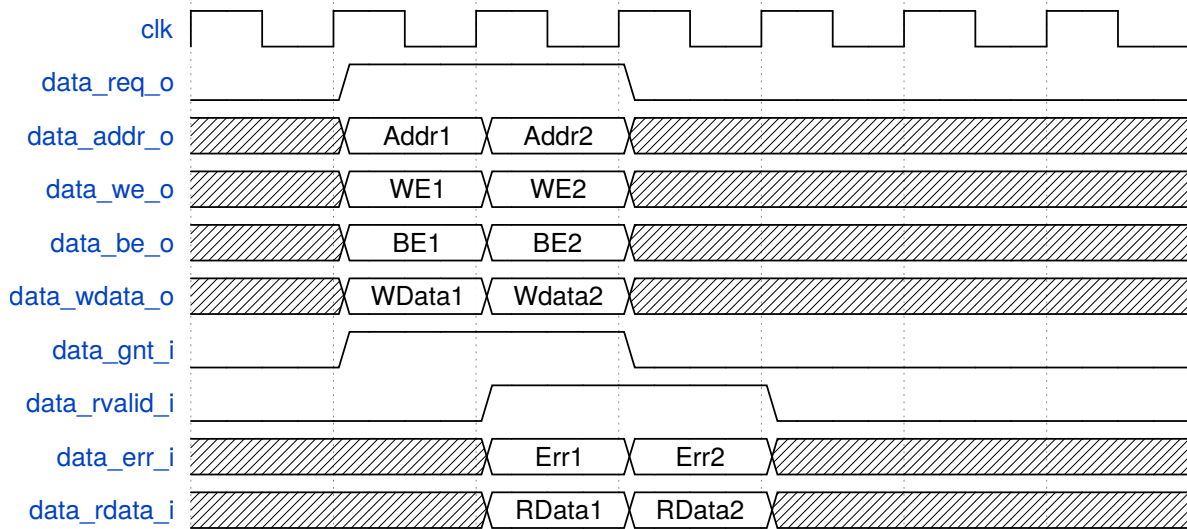 clk
data_req_o
data_addr_o Addr1 Addr2
data_we_o WE1 WE2
data_be_o BE1 BE2
data_wdata_o WData1 Wdata2
data_gnt_i
data_rvalid_i
data_err_i Err1 Err2
data_rdata_i RData1 RData2